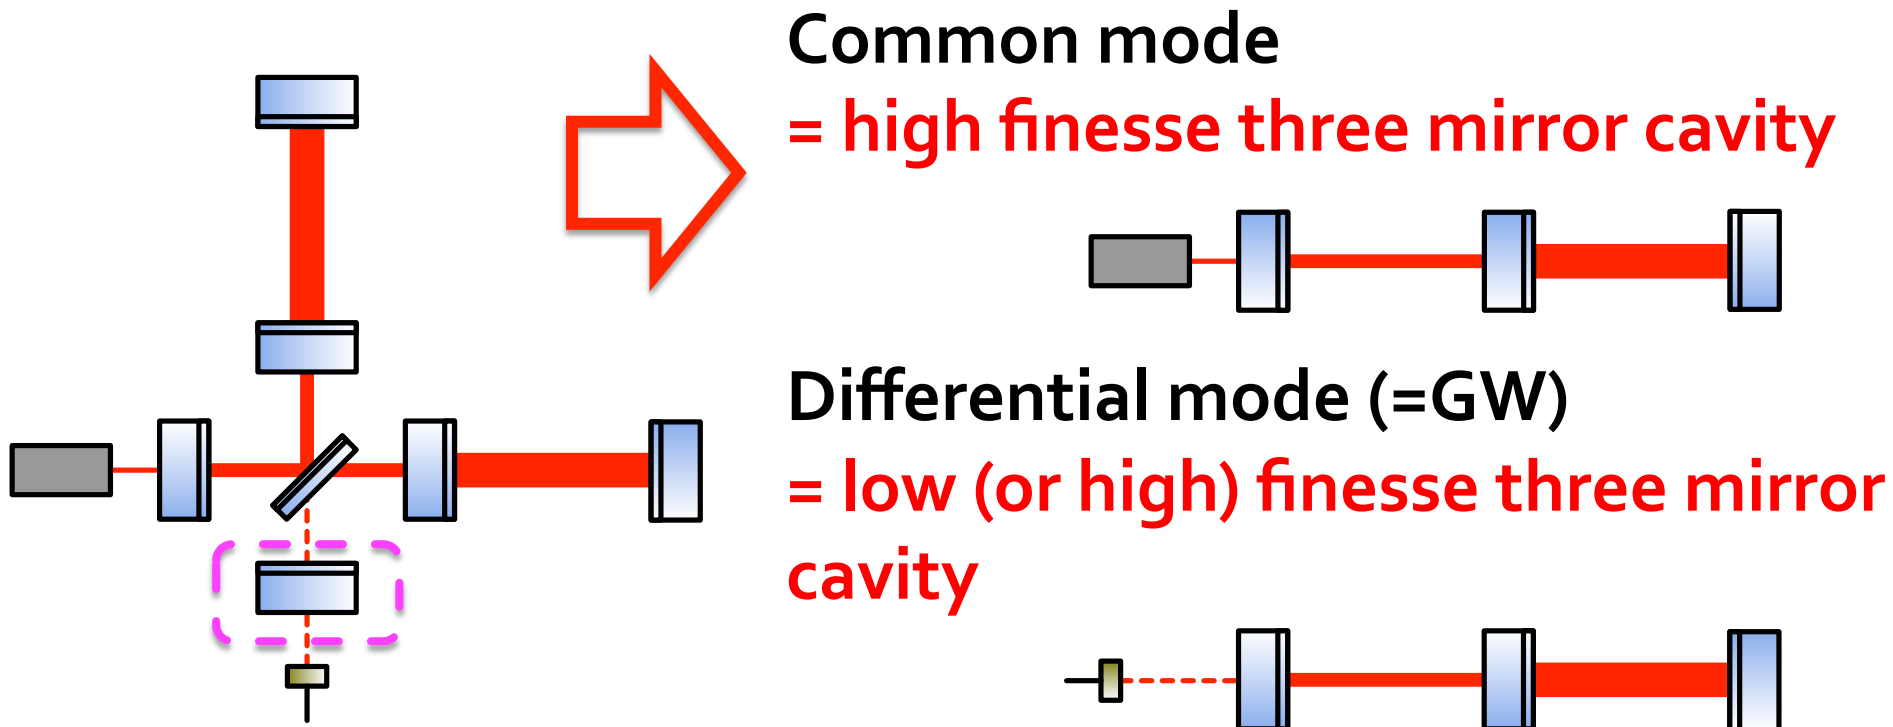 Common mode
= high finesse three mirror cavity
Differential mode (=GW)
= low (or high) finesse three mirror
cavity